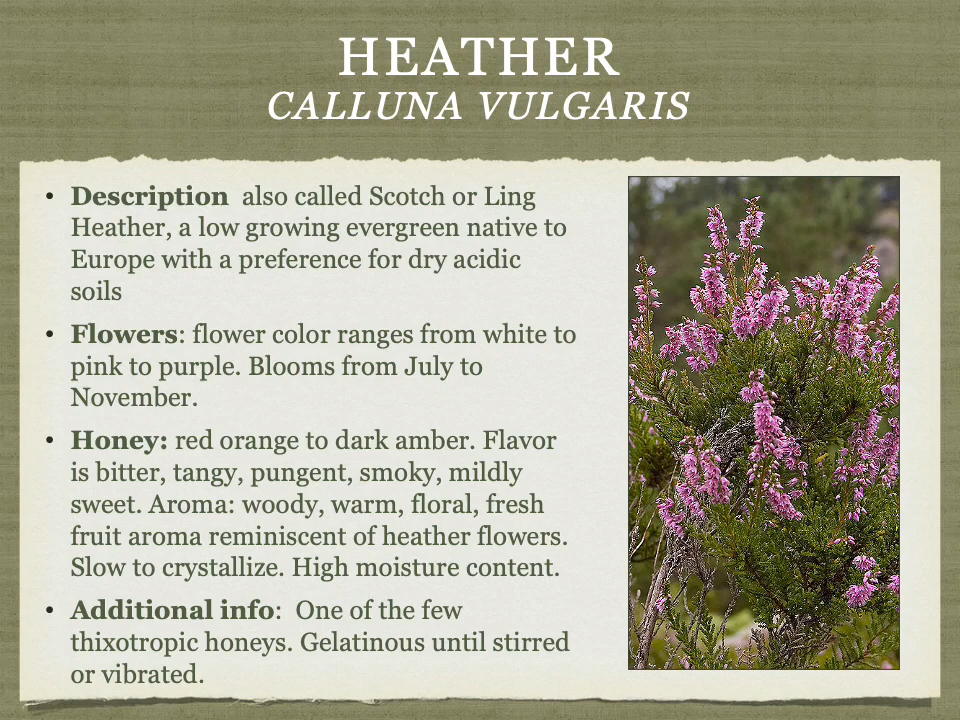 HEATHER
CALLUNA VULGARIS
• Description  also called Scotch or Ling
Heather, a low growing evergreen native to
Europe with a preference for dry acidic
soils
• Flowers: flower color ranges from white to
pink to purple. Blooms from July to
November.
• Honey: red orange to dark amber. Flavor
is bitter, tangy, pungent, smoky, mildly
sweet. Aroma: woody, warm, floral, fresh
fruit aroma reminiscent of heather flowers.
Slow to crystallize. High moisture content.
• Additional info:  One of the few
thixotropic honeys. Gelatinous until stirred
or vibrated.